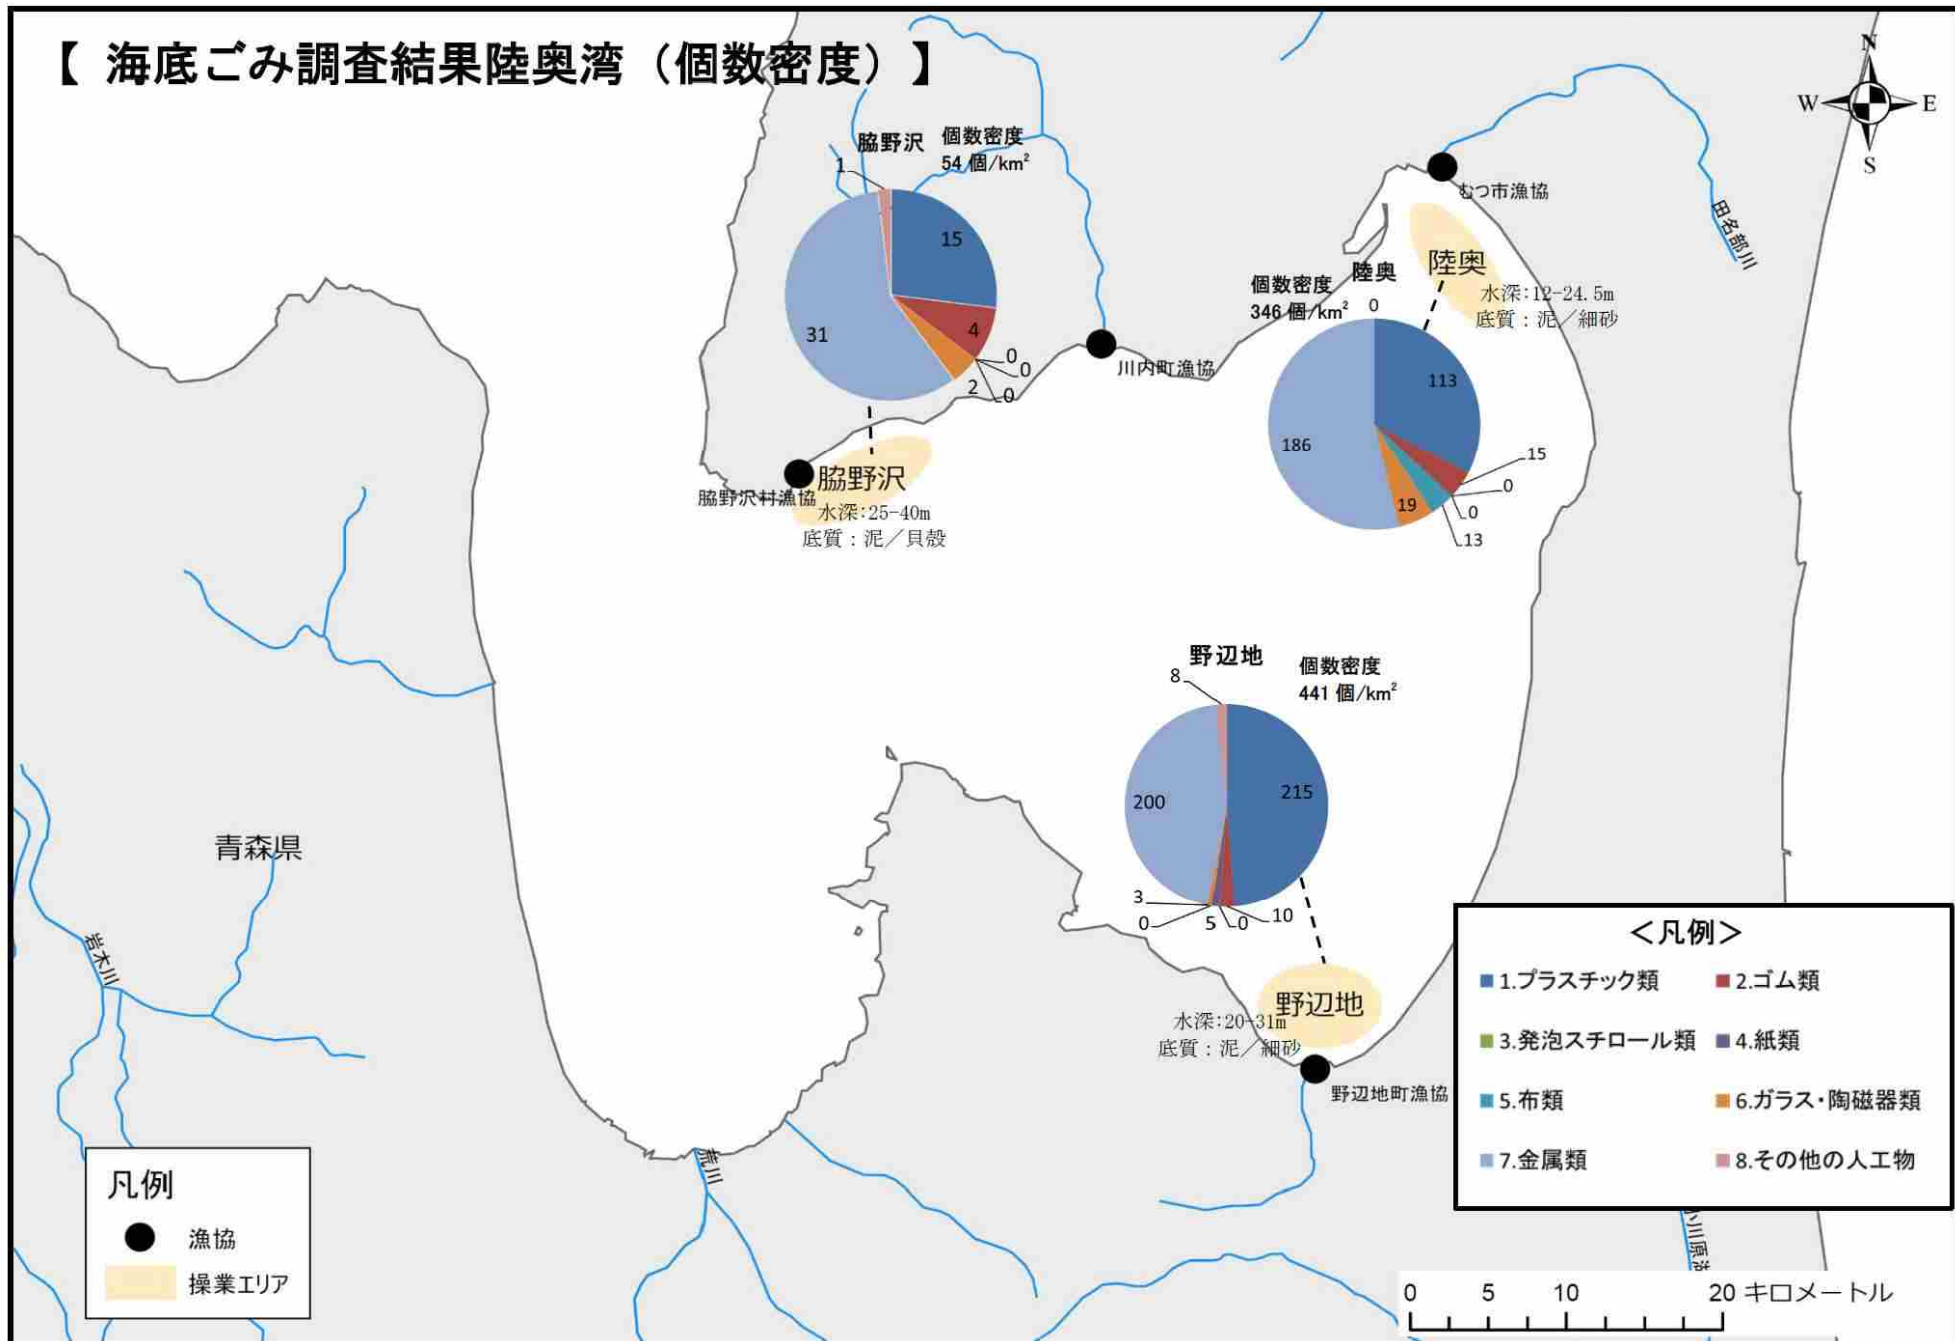 【 海底ごみ調査結果陸奥湾（個数密度）】
N
W
E
S
脇野沢
個数密度
54 個/km²
1
15
31
4
0
0
2
0
脇野沢村漁協
脇野沢
水深:25-40m
底質：泥／貝殻
川内町漁協
むつ市漁協
田名部川
陸奥
水深:12-24.5m
底質：泥／細砂
陸奥
個数密度
346 個/km²
0
113
186
15
0
0
19
13
野辺地
個数密度
441 個/km²
8
200
215
3
0
5
0
10
野辺地
水深:20-31m
底質：泥／細砂
野辺地町漁協
青森県
岩木川
荒川
小川原湖
＜凡例＞
1.プラスチック類
2.ゴム類
3.発泡スチロール類
4.紙類
5.布類
6.ガラス・陶磁器類
7.金属類
8.その他の人工物
凡例
漁協
操業エリア
0 5 10 20 キロメートル